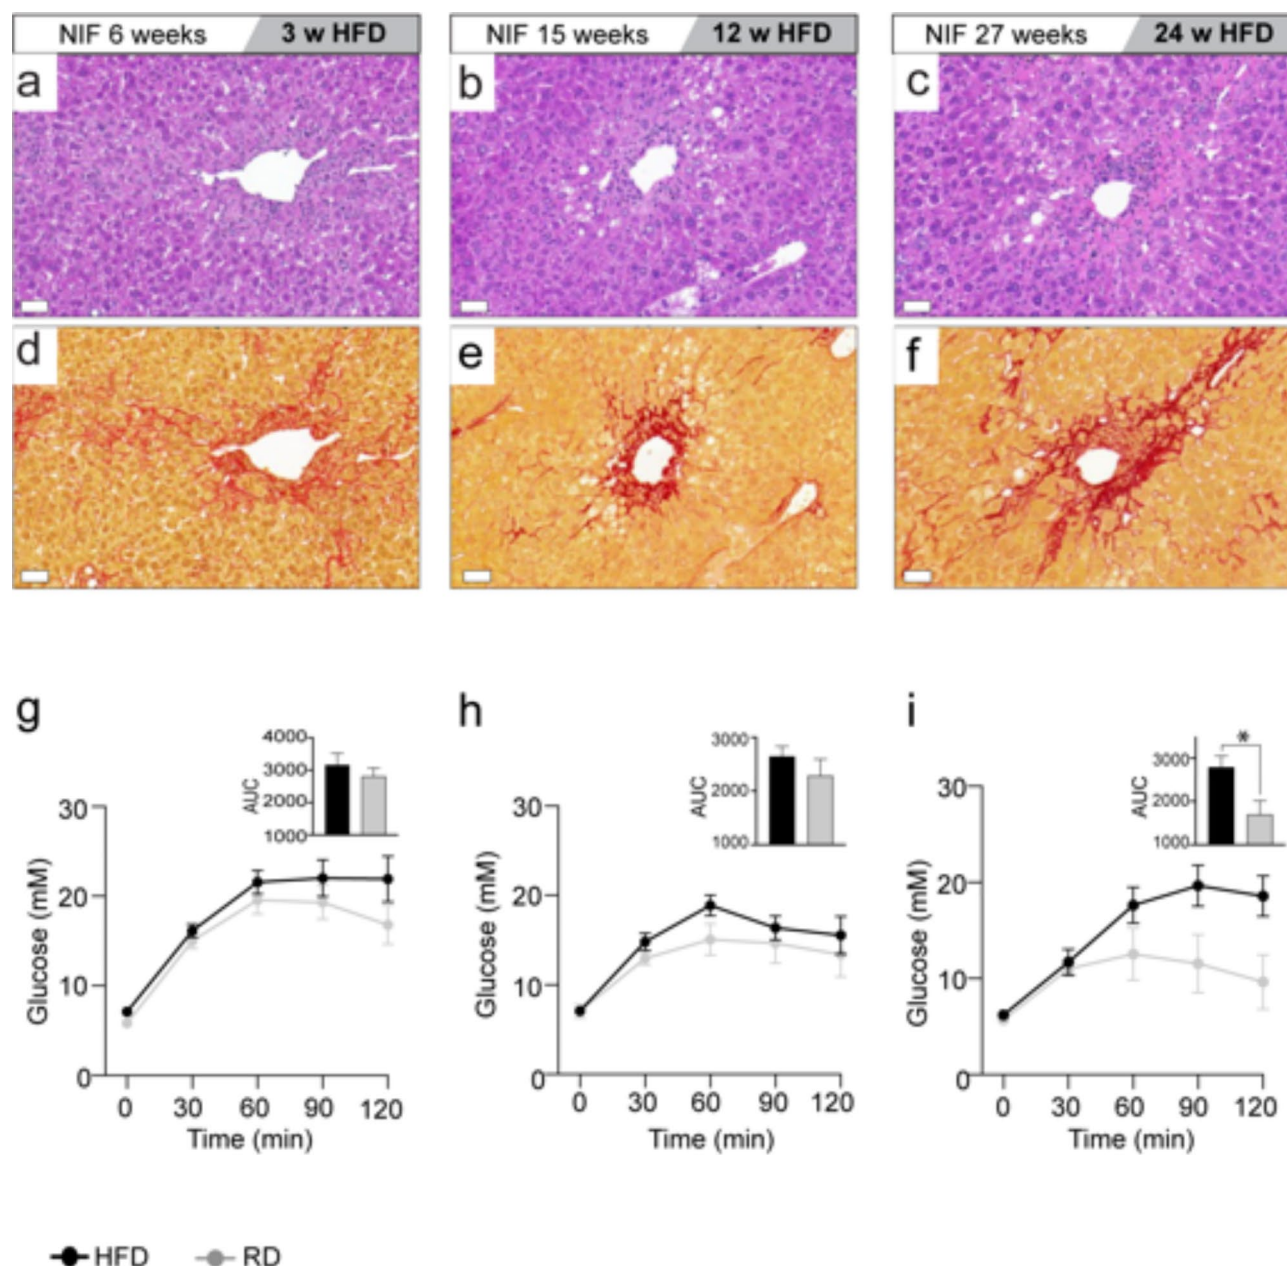 NIF 6 weeks 3 w HFD
NIF 15 weeks 12 w HFD
NIF 27 weeks 24 w HFD
a
b
c
d
e
f
g
4000
3000
2000
1000
AUC
30
20
10
0
Glucose (mM)
0 30 60 90 120
Time (min)
h
3000
2000
1000
AUC
30
20
10
0
Glucose (mM)
0 30 60 90 120
Time (min)
i
*
3000
2000
1000
AUC
30
20
10
0
Glucose (mM)
0 30 60 90 120
Time (min)
HFD RD